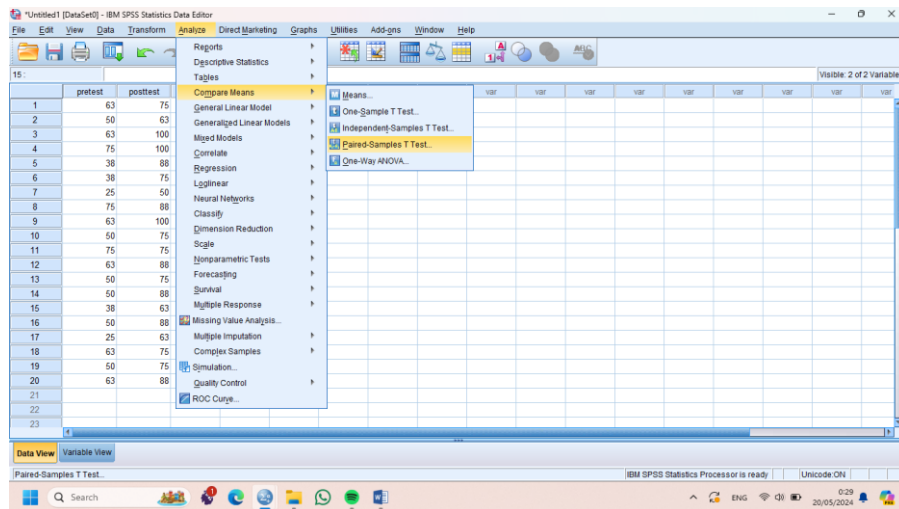 *Untitled1 [DataSet0] - IBM SPSS Statistics Data Editor
File Edit View Data Transform Analyze Direct Marketing Graphs Utilities Add-ons Window Help
15 :
Visible: 2 of 2 Variable
pretest posttest var var var var var var var
1 63 75
2 50 63
3 63 100
4 75 100
5 38 88
6 38 75
7 25 50
8 75 88
9 63 100
10 50 75
11 75 75
12 63 88
13 50 75
14 50 88
15 38 63
16 50 88
17 25 63
18 63 75
19 50 75
20 63 88
21
22
23
Reports
Descriptive Statistics
Tables
Compare Means
General Linear Model
Generalized Linear Models
Mixed Models
Correlate
Regression
Loglinear
Neural Networks
Classify
Dimension Reduction
Scale
Nonparametric Tests
Forecasting
Survival
Multiple Response
Missing Value Analysis...
Multiple Imputation
Complex Samples
Simulation...
Quality Control
ROC Curve...
Means...
One-Sample T Test...
Independent-Samples T Test...
Paired-Samples T Test...
One-Way ANOVA...
Data View Variable View
Paired-Samples T Test...
IBM SPSS Statistics Processor is ready Unicode:ON
Search
ENG
0:29
20/05/2024